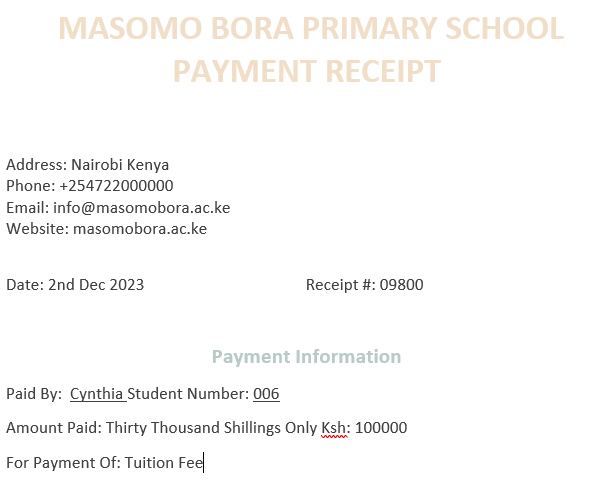 MASOMO BORA PRIMARY SCHOOL
PAYMENT RECEIPT
Address: Nairobi Kenya
Phone: +254722000000
Email: info@masomobora.ac.ke
Website: masomobora.ac.ke
Date: 2nd Dec 2023 Receipt #: 09800
Payment Information
Paid By: Cynthia Student Number: 006
Amount Paid: Thirty Thousand Shillings Only Ksh: 100000
For Payment Of: Tuition Fee